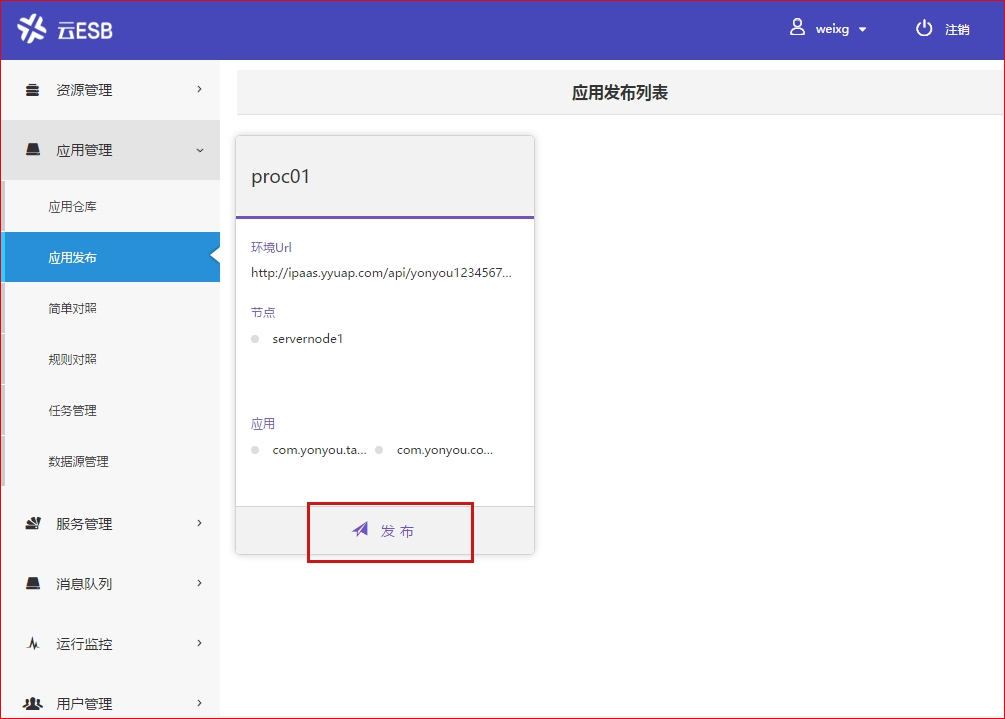 云ESB
weixg
注销
资源管理
应用管理
应用仓库
应用发布
简单对照
规则对照
任务管理
数据源管理
服务管理
消息队列
运行监控
用户管理
应用发布列表
proc01
环境Url
http://ipaas.yyuap.com/api/yonyou1234567...
节点
servernode1
应用
com.yonyou.ta... com.yonyou.co...
发 布